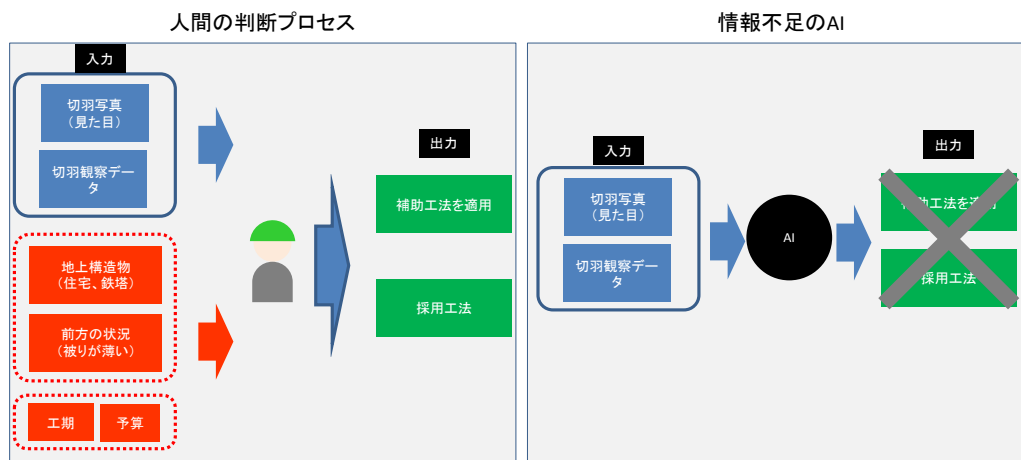 人間の判断プロセス
入力
切羽写真
（見た目）
切羽観察デー
タ
地上構造物
（住宅、鉄塔）
前方の状況
（被りが薄い）
工期
予算
出力
補助工法を適用
採用工法
情報不足のAI
入力
切羽写真
（見た目）
切羽観察デー
タ
AI
出力
補助工法を適用
採用工法